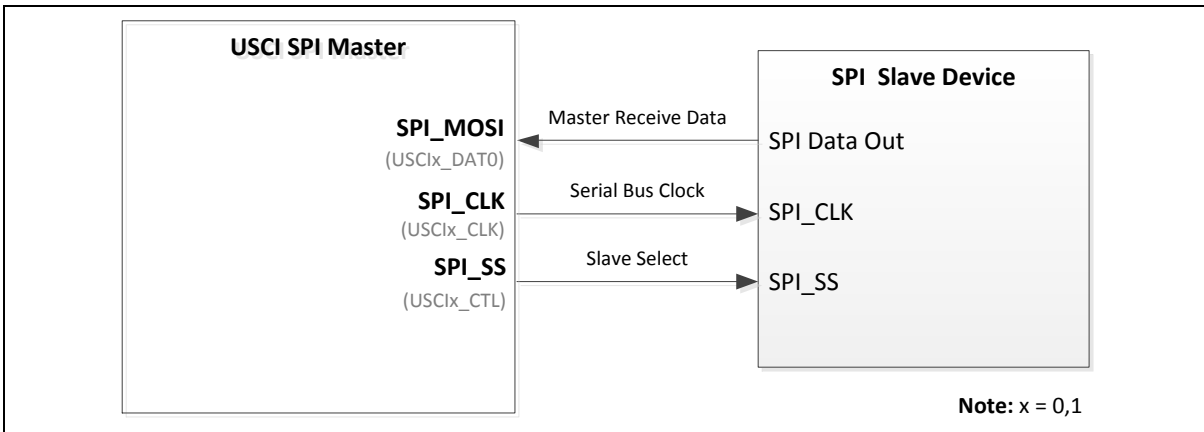 USCI SPI Master
SPI Slave Device
SPI_MOSI
(USCIx_DAT0)
Master Receive Data
SPI Data Out
SPI_CLK
(USCIx_CLK)
Serial Bus Clock
SPI_CLK
SPI_SS
(USCIx_CTL)
Slave Select
SPI_SS
Note: x = 0,1